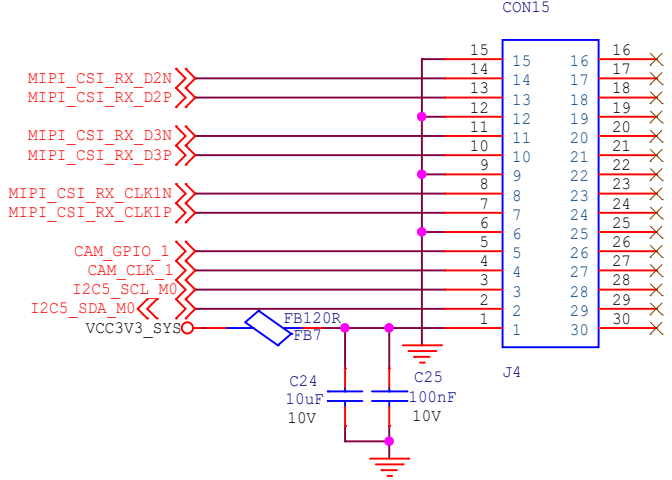 CON15
15 15 16 16
MIPI_CSI_RX_D2N 14 14 17 17
MIPI_CSI_RX_D2P 13 13 18 18
12 12 19 19
MIPI_CSI_RX_D3N 11 11 20 20
MIPI_CSI_RX_D3P 10 10 21 21
9 9 22 22
MIPI_CSI_RX_CLK1N 8 8 23 23
MIPI_CSI_RX_CLK1P 7 7 24 24
6 6 25 25
CAM_GPIO_1 5 5 26 26
CAM_CLK_1 4 4 27 27
I2C5_SCL_M0 3 3 28 28
I2C5_SDA_M0 2 2 29 29
VCC3V3_SYS FB120R 1 1 30 30
FB7
J4
C24 C25
10uF 100nF
10V 10V